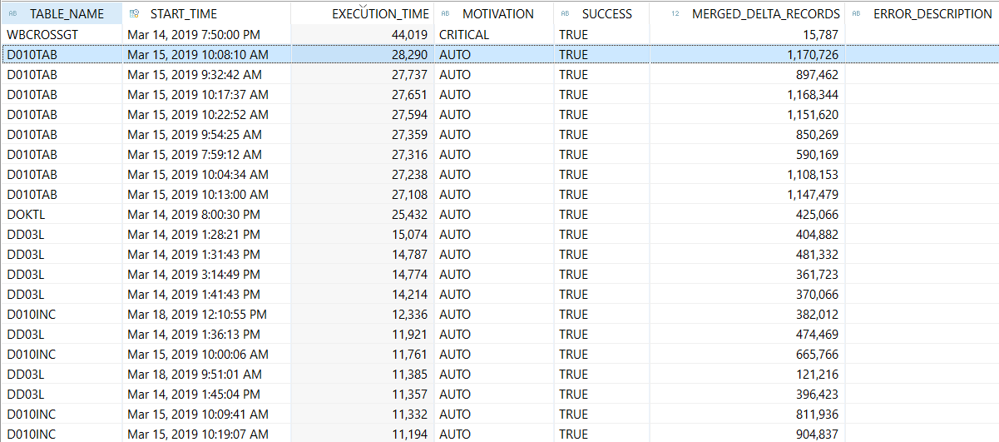 AB TABLE_NAME START_TIME EXECUTION_TIME AB MOTIVATION AB SUCCESS 12 MERGED_DELTA_RECORDS AB ERROR_DESCRIPTION
WBCROSSGT Mar 14, 2019 7:50:00 PM 44,019 CRITICAL TRUE 15,787
D010TAB Mar 15, 2019 10:08:10 AM 28,290 AUTO TRUE 1,170,726
D010TAB Mar 15, 2019 9:32:42 AM 27,737 AUTO TRUE 897,462
D010TAB Mar 15, 2019 10:17:37 AM 27,651 AUTO TRUE 1,168,344
D010TAB Mar 15, 2019 10:22:52 AM 27,594 AUTO TRUE 1,151,620
D010TAB Mar 15, 2019 9:54:25 AM 27,359 AUTO TRUE 850,269
D010TAB Mar 15, 2019 7:59:12 AM 27,316 AUTO TRUE 590,169
D010TAB Mar 15, 2019 10:04:34 AM 27,238 AUTO TRUE 1,108,153
D010TAB Mar 15, 2019 10:13:00 AM 27,108 AUTO TRUE 1,147,479
DOKTL Mar 14, 2019 8:00:30 PM 25,432 AUTO TRUE 425,066
DD03L Mar 14, 2019 1:28:21 PM 15,074 AUTO TRUE 404,882
DD03L Mar 14, 2019 1:31:43 PM 14,787 AUTO TRUE 481,332
DD03L Mar 14, 2019 3:14:49 PM 14,774 AUTO TRUE 361,723
DD03L Mar 14, 2019 1:41:43 PM 14,214 AUTO TRUE 370,066
D010INC Mar 18, 2019 12:10:55 PM 12,336 AUTO TRUE 382,012
DD03L Mar 14, 2019 1:36:13 PM 11,921 AUTO TRUE 474,469
D010INC Mar 15, 2019 10:00:06 AM 11,761 AUTO TRUE 665,766
DD03L Mar 18, 2019 9:51:01 AM 11,385 AUTO TRUE 121,216
DD03L Mar 14, 2019 1:45:04 PM 11,357 AUTO TRUE 396,423
D010INC Mar 15, 2019 10:09:41 AM 11,332 AUTO TRUE 811,936
D010INC Mar 15, 2019 10:19:07 AM 11,194 AUTO TRUE 904,837